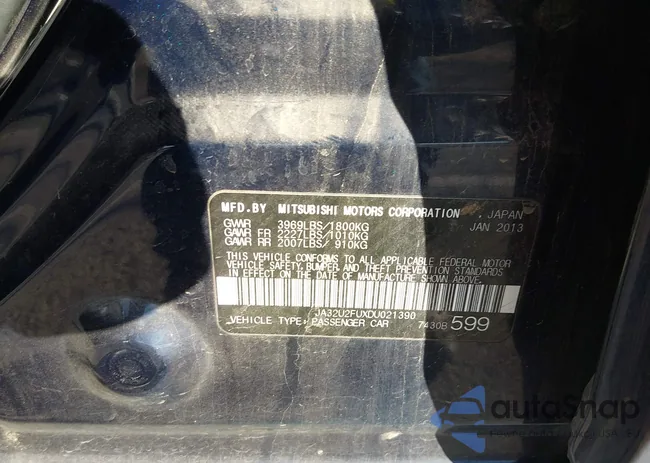 MFD.BY MITSUBISHI MOTORS CORPORATION JAPAN
GVWR 3969LBS/1800KG JAN 2013
GAWR FR 2227LBS/1010KG
GAWR RR 2007LBS/ 910KG
THIS VEHICLE CONFORMS TO ALL APPLICABLE FEDERAL MOTOR
VEHICLE SAFETY, BUMPER, AND THEFT PREVENTION STANDARDS
IN EFFECT ON THE DATE OF MANUFACTURE SHOWN ABOVE.
JA32U2FUXDU021390
VEHICLE TYPE: PASSENGER CAR 7430B 599
autoSnap